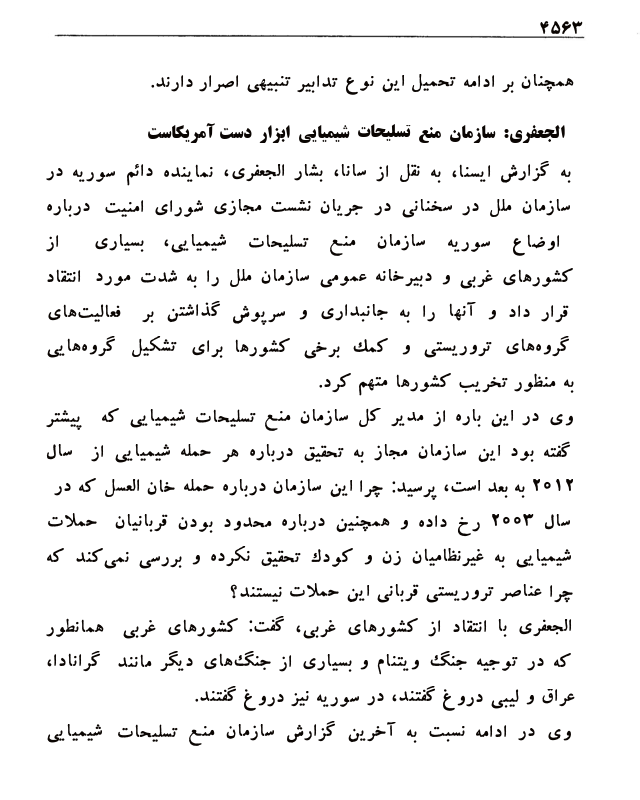 ۴۵۶۳
همچنان بر ادامه تحمیل این نوع تدابیر تنبیهی اصرار دارند.
الجعفری: سازمان منع تسلیحات شیمیایی ابزار دست آمریکاست
به گزارش ایسنا، به نقل از سانا، بشار الجعفری، نماینده دائم سوریه در
سازمان ملل در سخنانی در جریان نشست مجازی شورای امنیت درباره
اوضاع سوریه سازمان منع تسلیحات شیمیایی، بسیاری از
کشورهای غربی و دبیرخانه عمومی سازمان ملل را به شدت مورد انتقاد
قرار داد و آنها را به جانبداری و سرپوش گذاشتن بر فعالیت‌های
گروه‌های تروریستی و کمك برخی کشورها برای تشکیل گروه‌هایی
به منظور تخریب کشورها متهم کرد.
وی در این باره از مدیر کل سازمان منع تسلیحات شیمیایی که پیشتر
گفته بود این سازمان مجاز به تحقیق درباره هر حمله شیمیایی از سال
۲۰۱۲ به بعد است، پرسید: چرا این سازمان درباره حمله خان العسل که در
سال ۲۰۰۳ رخ داده و همچنین درباره محدود بودن قربانیان حملات
شیمیایی به غیرنظامیان زن و کودك تحقیق نکرده و بررسی نمی‌کند که
چرا عناصر تروریستی قربانی این حملات نیستند؟
الجعفری با انتقاد از کشورهای غربی، گفت: کشورهای غربی همانطور
که در توجیه جنگ ویتنام و بسیاری از جنگ‌های دیگر مانند گرانادا،
عراق و لیبی دروغ گفتند، در سوریه نیز دروغ گفتند.
وی در ادامه نسبت به آخرین گزارش سازمان منع تسلیحات شیمیایی